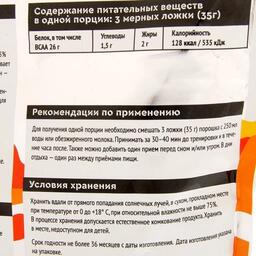 Содержание питательных веществ
в одной порции: 3 мерных ложки (35г)
Белок, в том числе
BCAA 26 г
Углеводы
1,5 г
Жиры
2 г
Калорийность
128 ккал / 535 кДж
Рекомендации по применению
Для получения одной порции необходимо смешать 3 ложки (35 г) порошка с 250 мл
воды или обезжиренного молока. Принимать за 30–40 мин до тренировки и в тече-
ние часа после. Также можно добавить один прием перед сном и/или утром. В дни
отдыха – один раз между приёмами пищи.
Условия хранения
Хранить вдали от прямого попадания солнечных лучей, в сухом, прохладном месте
при температуре от 0 до +18° С, при относительной влажности не выше 75%.
В процессе хранения допускается естественное комкование продукта. Хранить
в месте, недоступном для детей.
Срок годности не более 36 месяцев с даты изготовления. Дата изготовления указана
на упаковке.